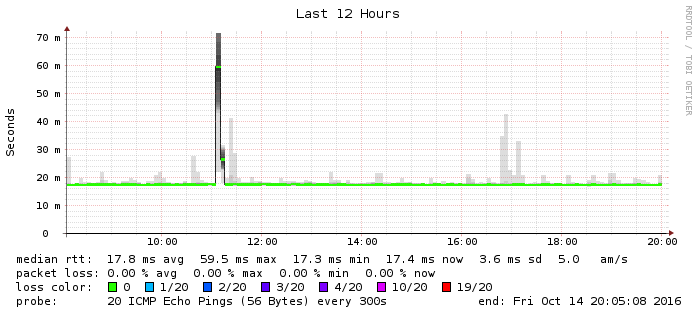 Last 12 Hours
RRDTOOL / TOBI OETIKER
Seconds
70 m
60 m
50 m
40 m
30 m
20 m
10 m
0
10:00 12:00 14:00 16:00 18:00 20:00
median rtt: 17.8 ms avg 59.5 ms max 17.3 ms min 17.4 ms now 3.6 ms sd 5.0 am/s
packet loss: 0.00 % avg 0.00 % max 0.00 % min 0.00 % now
loss color: 0 1/20 2/20 3/20 4/20 10/20 19/20
probe: 20 ICMP Echo Pings (56 Bytes) every 300s end: Fri Oct 14 20:05:08 2016